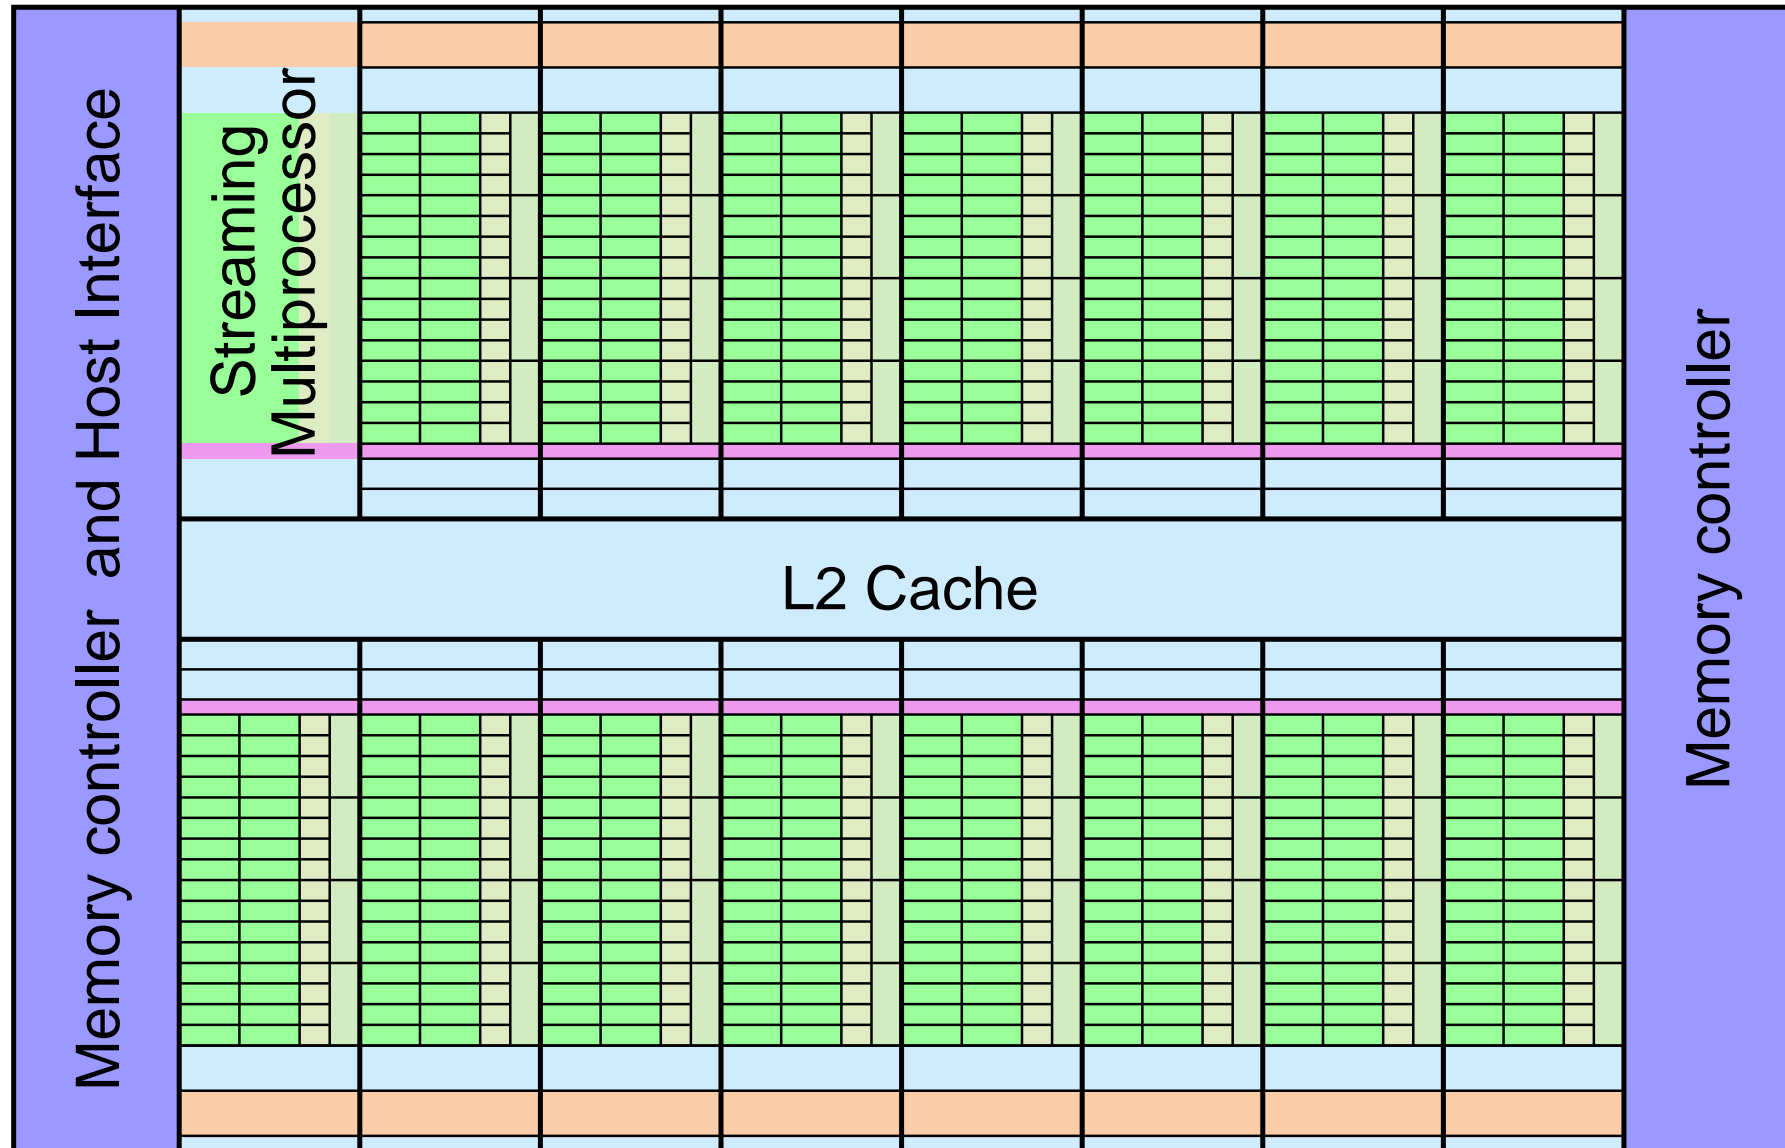 Memory controller and Host Interface
Streaming
Multiprocessor
L2 Cache
Memory controller